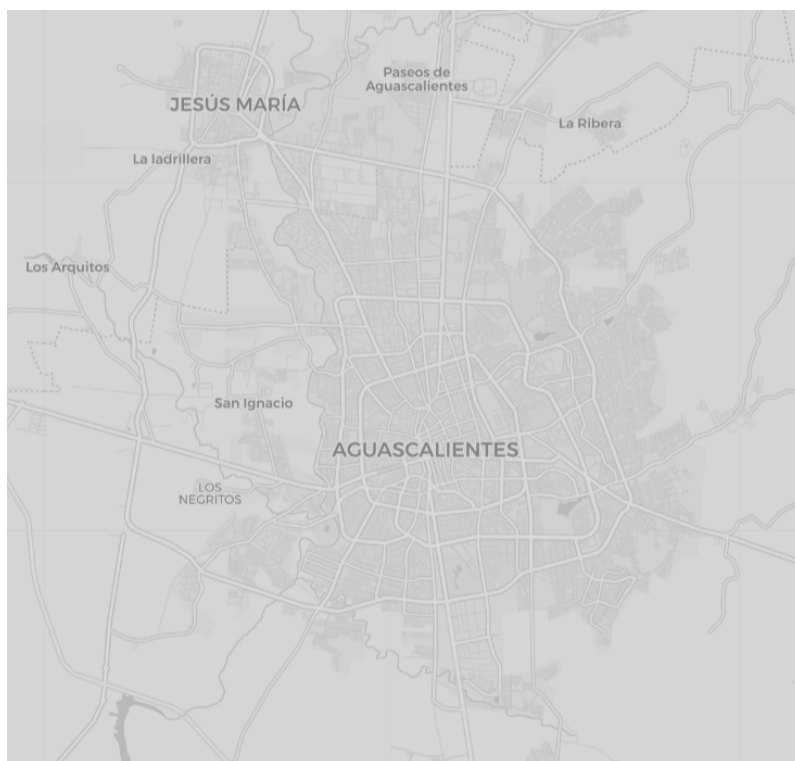 Paseos de
Aguascalientes
JESÚS MARÍA
La Ribera
La ladrillera
Los Arquitos
San Ignacio
AGUASCALIENTES
LOS
NEGRITOS